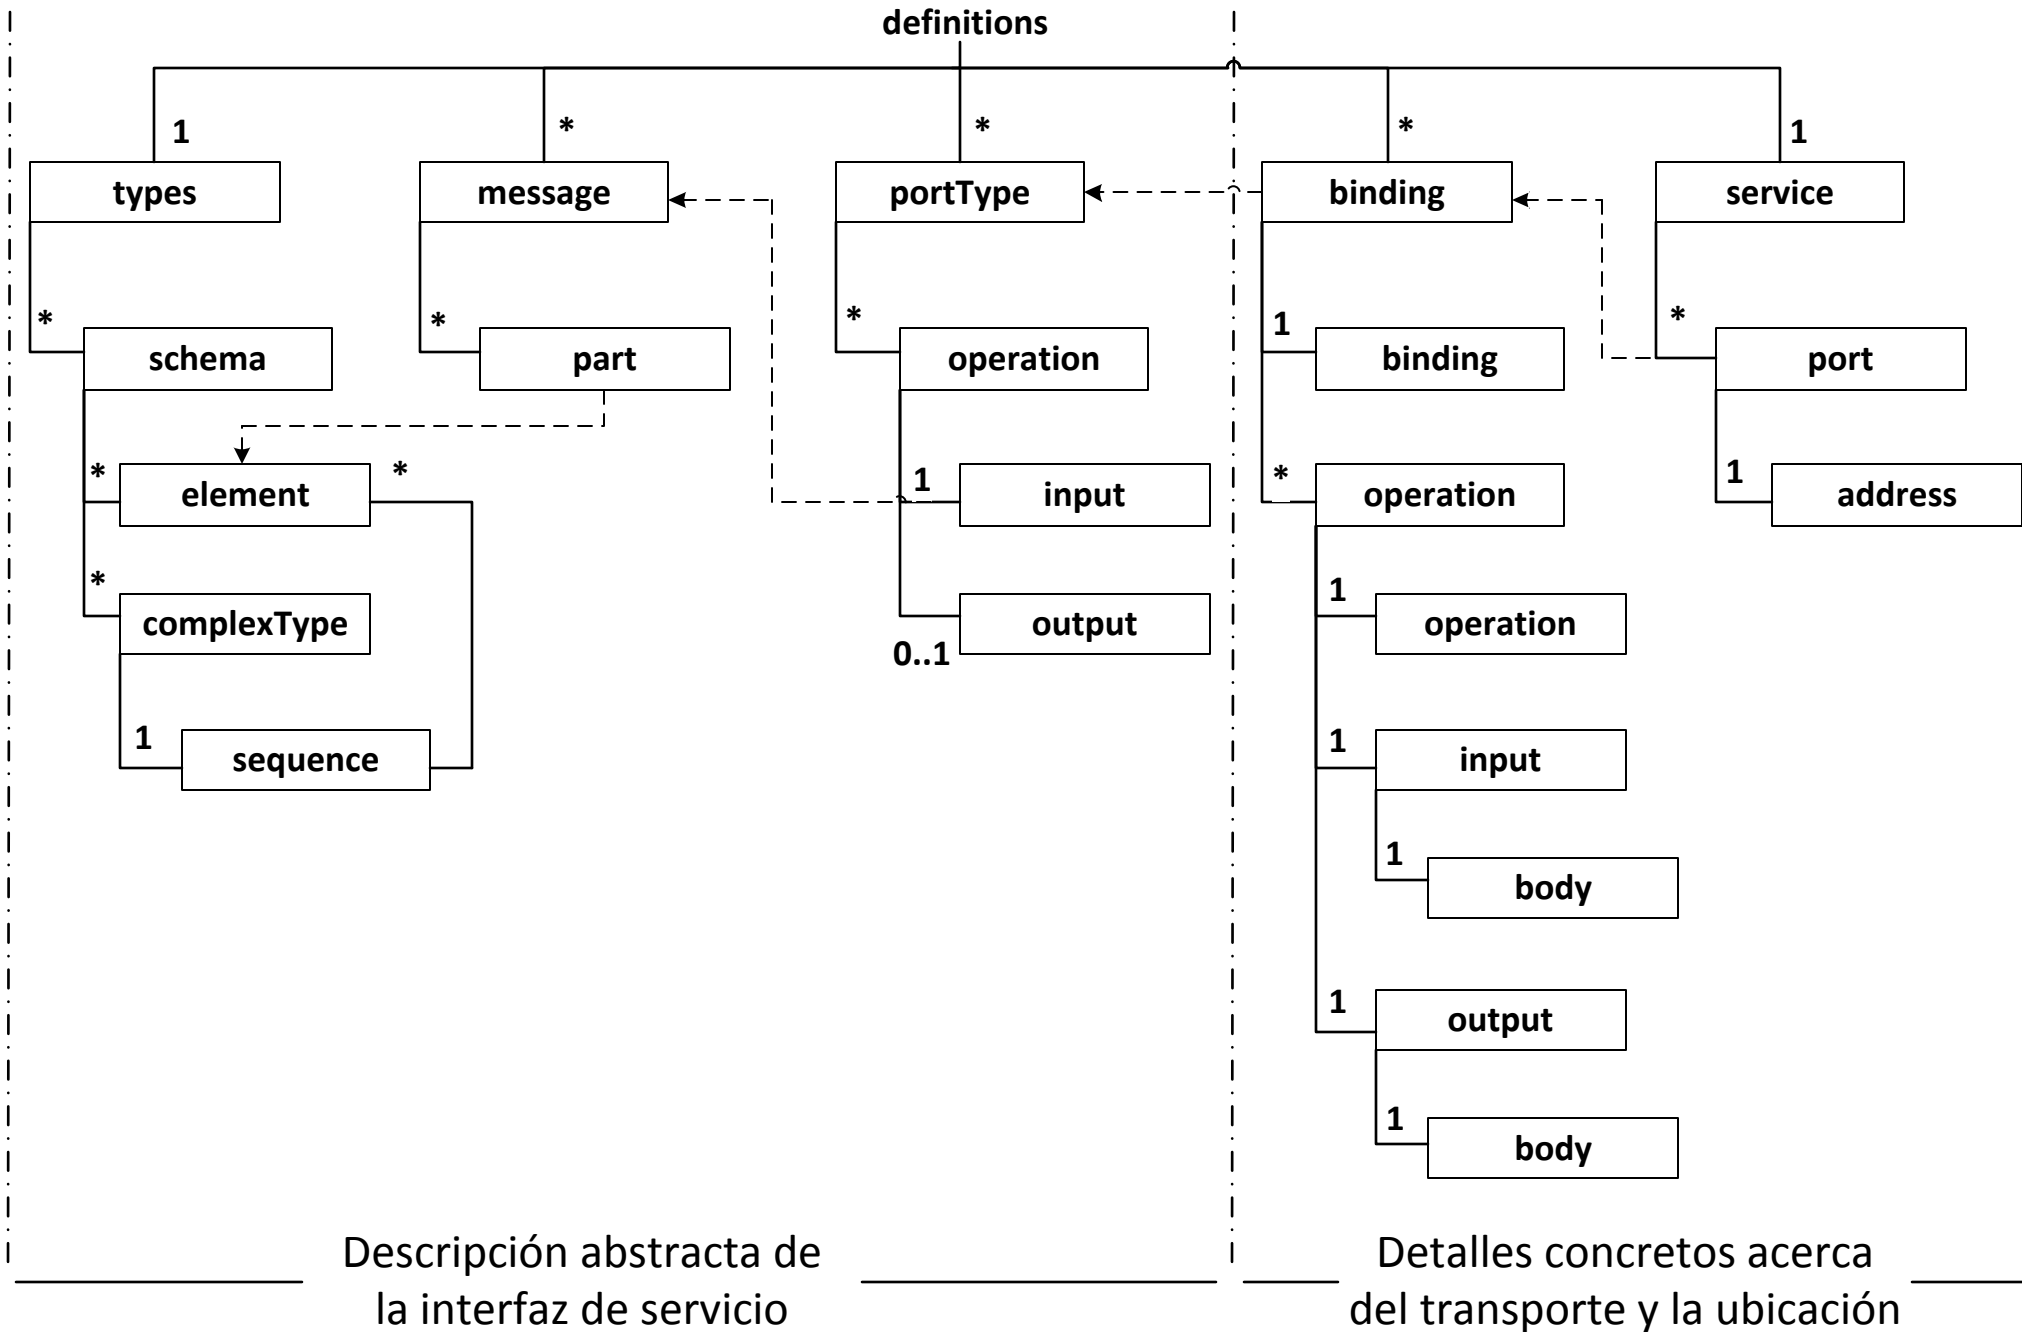 definitions
1
*
*
*
1
types
message
portType
binding
service
*
*
*
1
*
schema
part
operation
binding
port
*
*
1
*
1
element
input
operation
address
*
1
complexType
output
operation
0..1
1
1
sequence
input
1
body
1
output
1
body
Descripción abstracta de
la interfaz de servicio
Detalles concretos acerca
del transporte y la ubicación